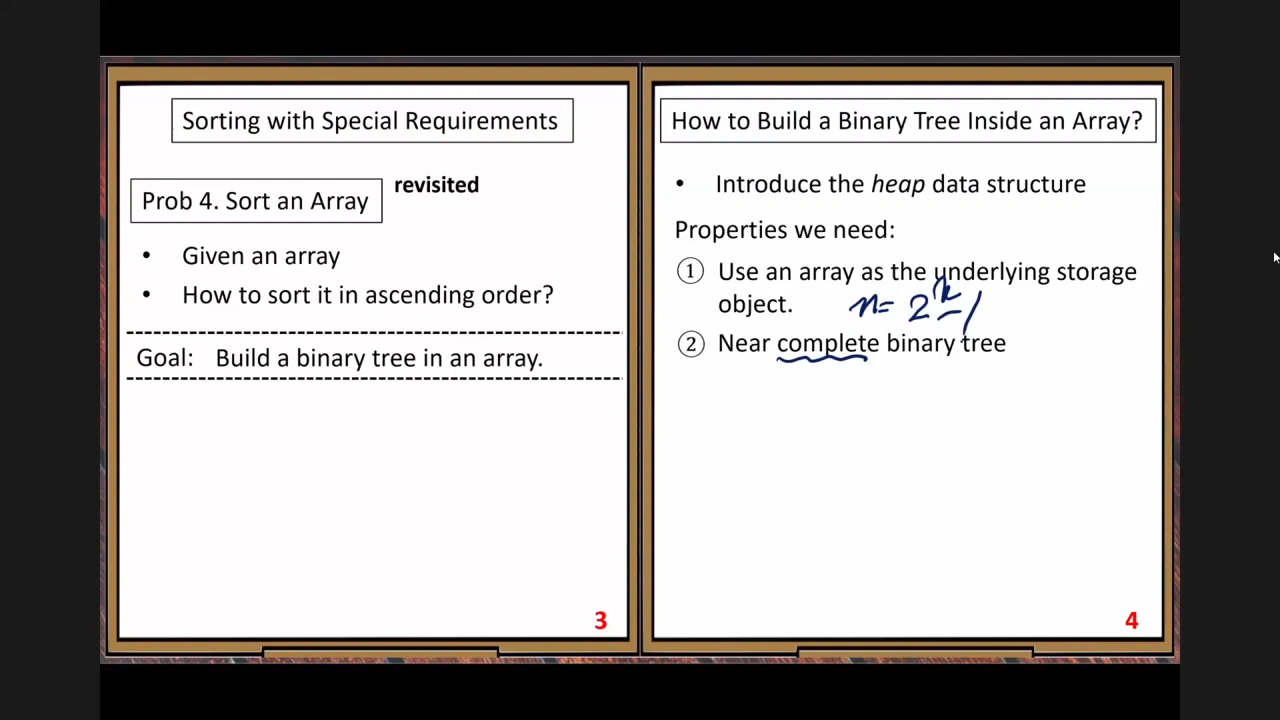 Sorting with Special Requirements
Prob 4. Sort an Array
revisited
• Given an array
• How to sort it in ascending order?
Goal: Build a binary tree in an array.
3
How to Build a Binary Tree Inside an Array?
• Introduce the heap data structure
Properties we need:
① Use an array as the underlying storage
object.
n = 2^k - 1
② Near complete binary tree
4